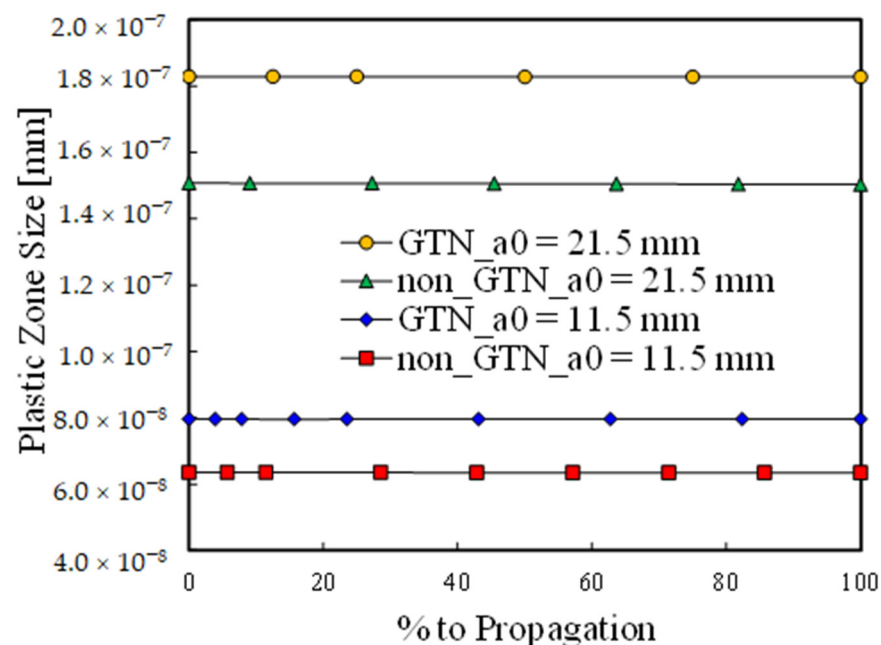 Plastic Zone Size [mm]
2.0 × 10⁻⁷
1.8 × 10⁻⁷
1.6 × 10⁻⁷
1.4 × 10⁻⁷
1.2 × 10⁻⁷
1.0 × 10⁻⁷
8.0 × 10⁻⁸
6.0 × 10⁻⁸
4.0 × 10⁻⁸
GTN_a0 = 21.5 mm
non_GTN_a0 = 21.5 mm
GTN_a0 = 11.5 mm
non_GTN_a0 = 11.5 mm
0 20 40 60 80 100
% to Propagation